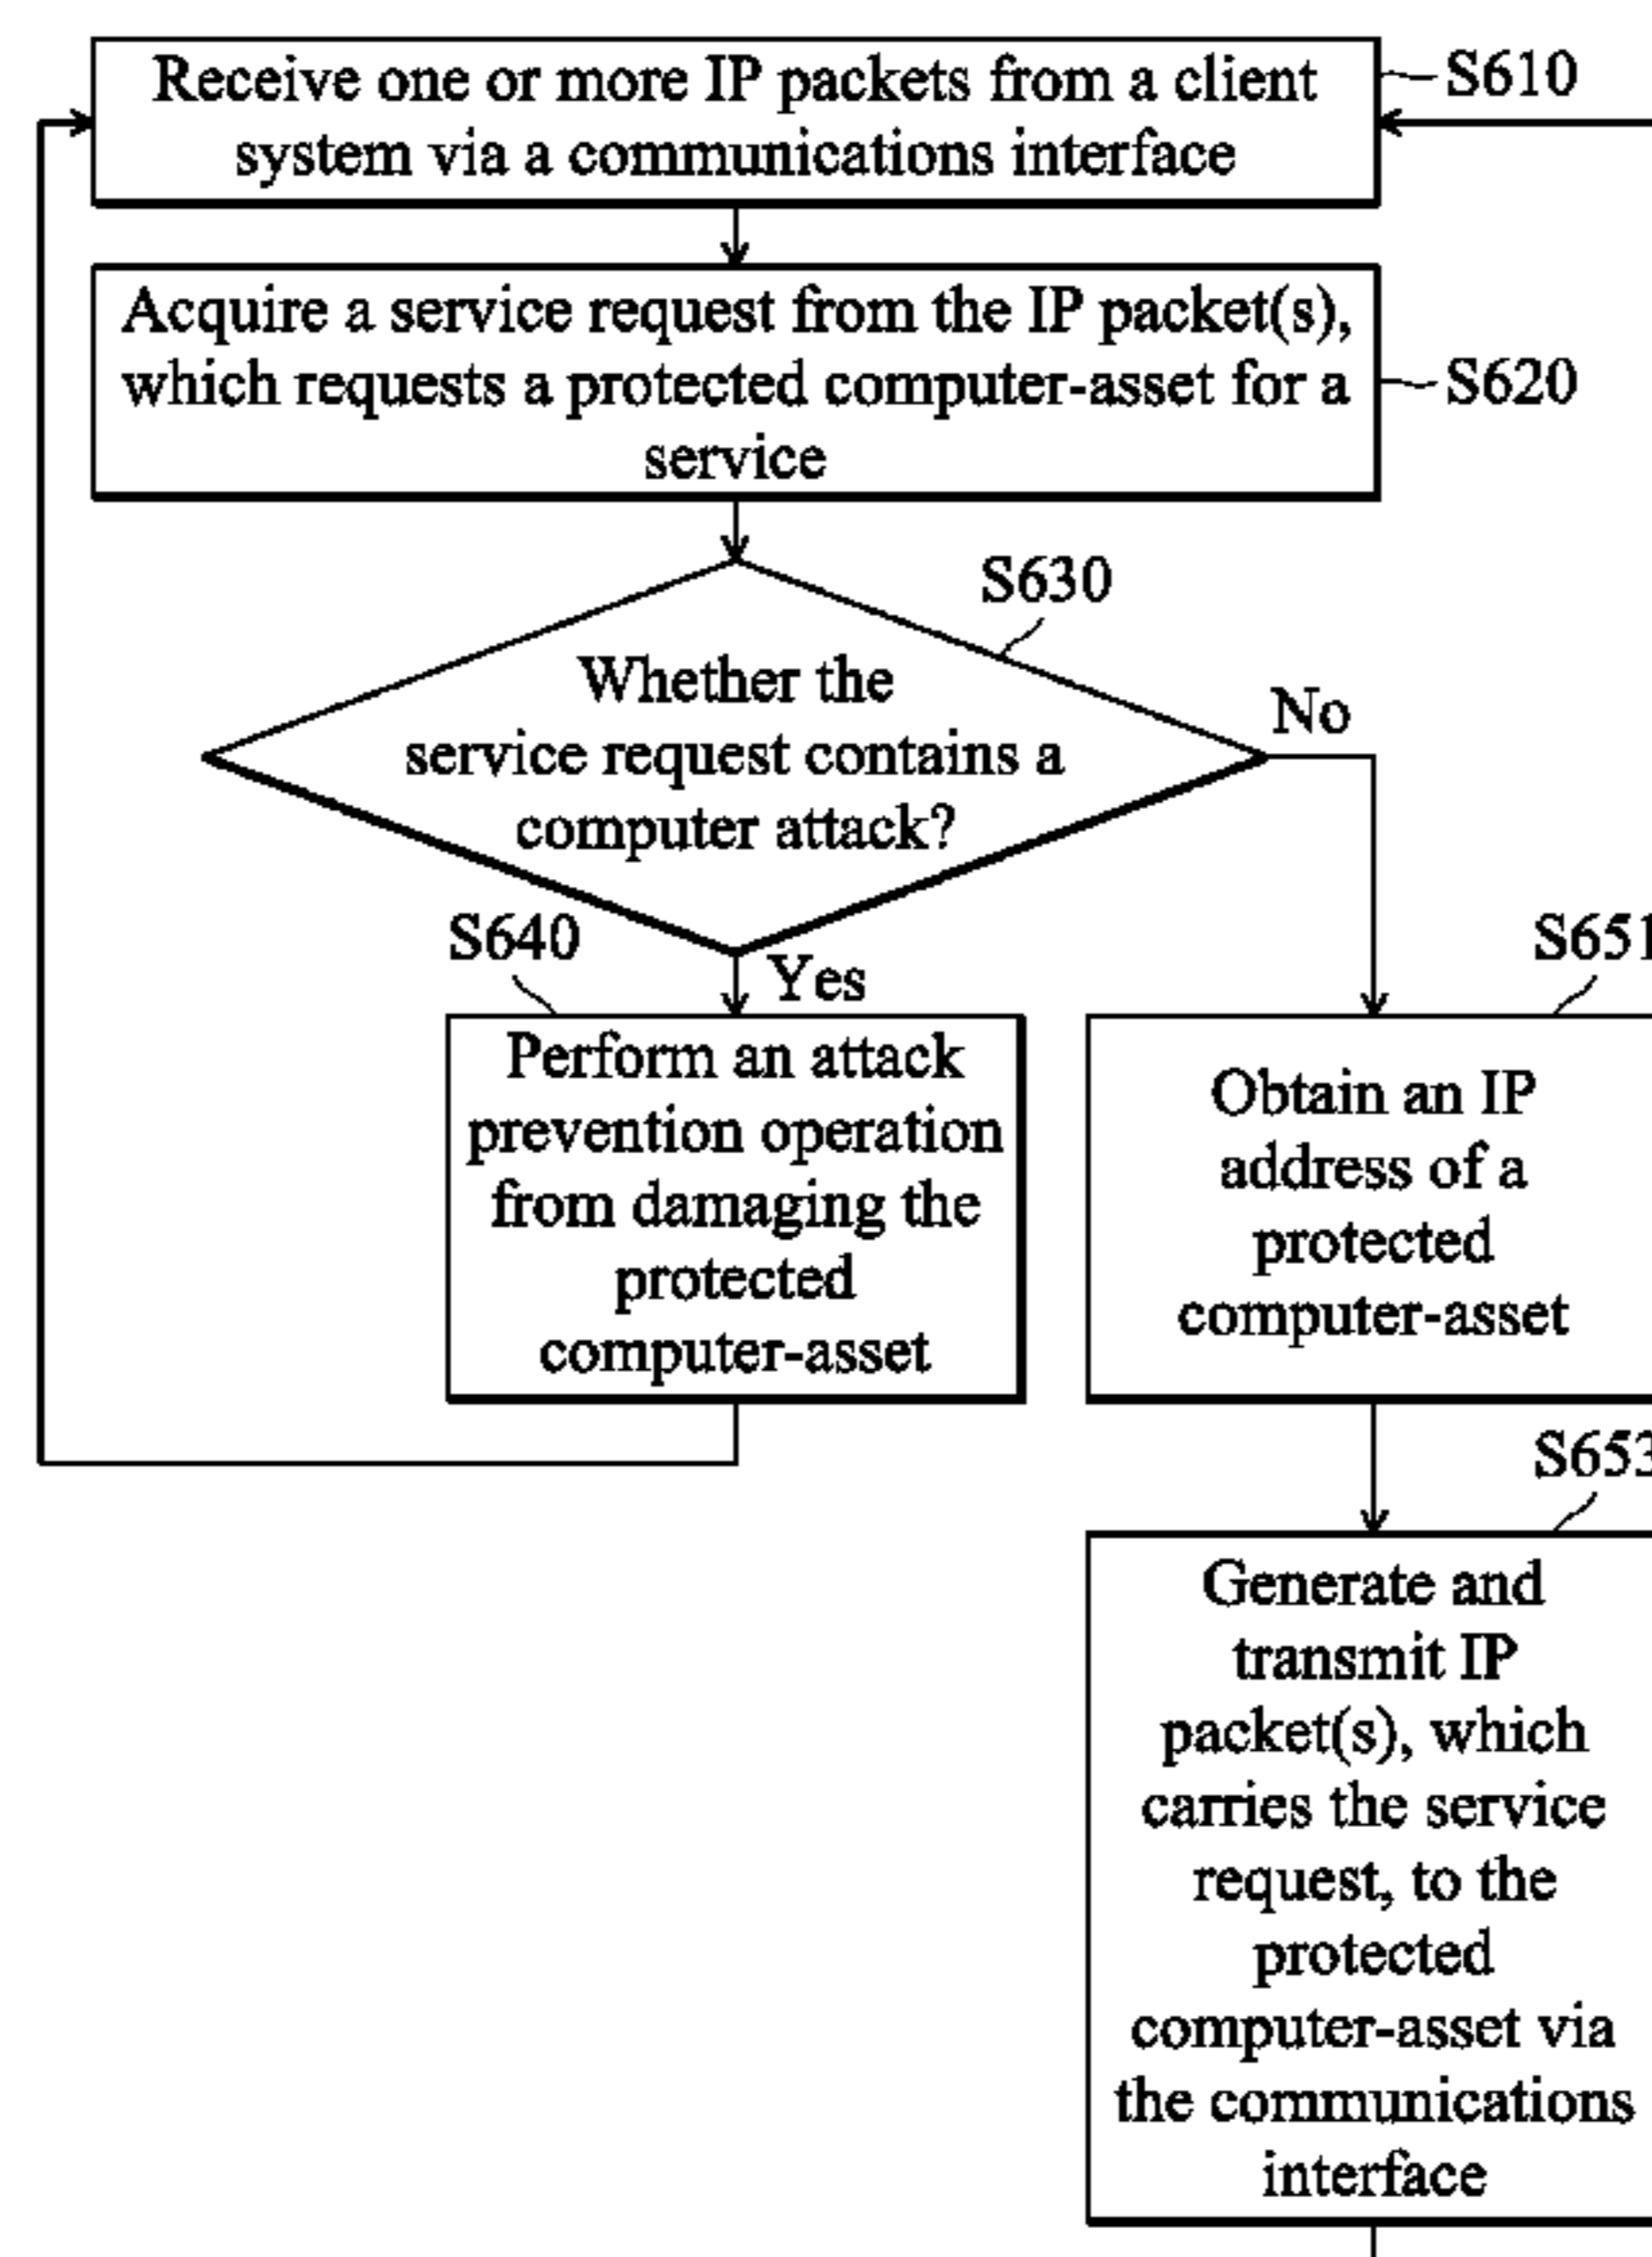 Receive one or more IP packets from a client
system via a communications interface
S610
Acquire a service request from the IP packet(s),
which requests a protected computer-asset for a
service
S620
S630
Whether the
service request contains a
computer attack?
No
Yes
S640
Perform an attack
prevention operation
from damaging the
protected
computer-asset
S651
Obtain an IP
address of a
protected
computer-asset
S653
Generate and
transmit IP
packet(s), which
carries the service
request, to the
protected
computer-asset via
the communications
interface